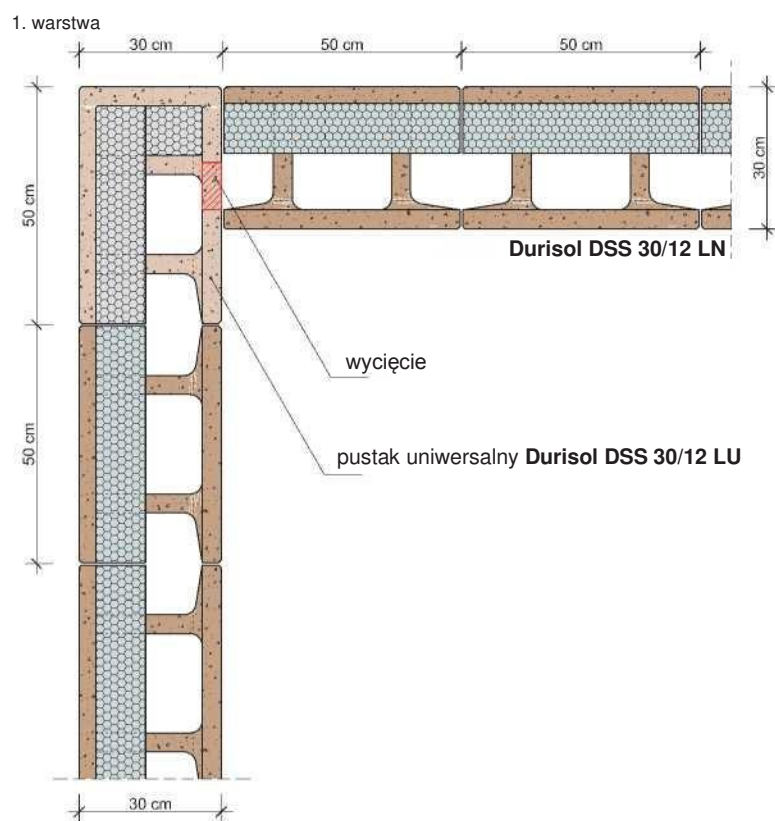 1. warstwa
30 cm
50 cm
50 cm
50 cm
30 cm
Durisol DSS 30/12 LN
wycięcie
50 cm
pustak uniwersalny Durisol DSS 30/12 LU
30 cm